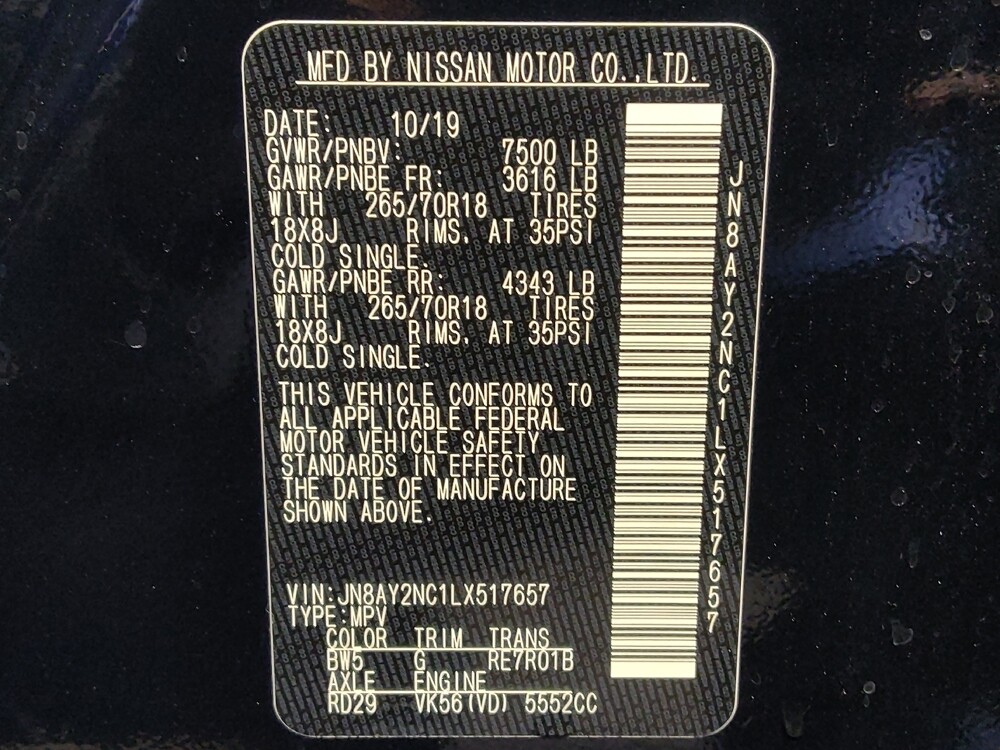 MFD BY NISSAN MOTOR CO.,LTD.
DATE: 10/19
GVWR/PNBV: 7500 LB
GAWR/PNBE FR: 3616 LB
WITH 265/70R18 TIRES
18X8J RIMS, AT 35PSI
COLD SINGLE.
GAWR/PNBE RR: 4343 LB
WITH 265/70R18 TIRES
18X8J RIMS, AT 35PSI
COLD SINGLE.
THIS VEHICLE CONFORMS TO
ALL APPLICABLE FEDERAL
MOTOR VEHICLE SAFETY
STANDARDS IN EFFECT ON
THE DATE OF MANUFACTURE
SHOWN ABOVE.
VIN:JN8AY2NC1LX517657
TYPE:MPV
COLOR TRIM TRANS
BW5 G RE7R01B
AXLE ENGINE
RD29 VK56(VD) 5552CC
JN8AY2NC1LX517657